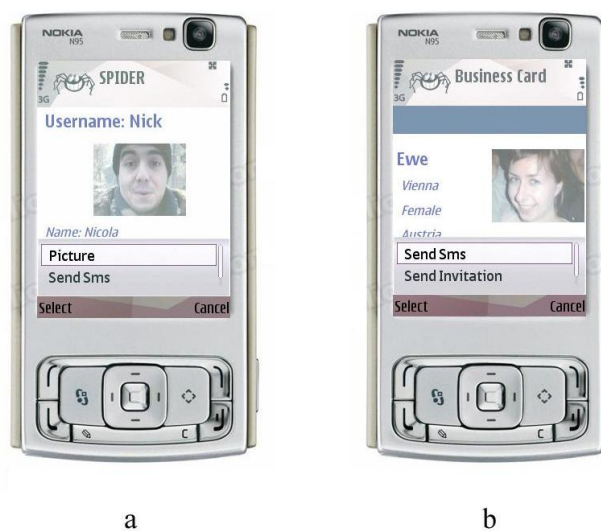 NOKIA
N95
3G
SPIDER
Username: Nick
Name: Nicola
Picture
Send Sms
Select Cancel
C
a
NOKIA
N95
3G
Business Card
Ewe
Vienna
Female
Austria
Send Sms
Send Invitation
Select Cancel
C
b